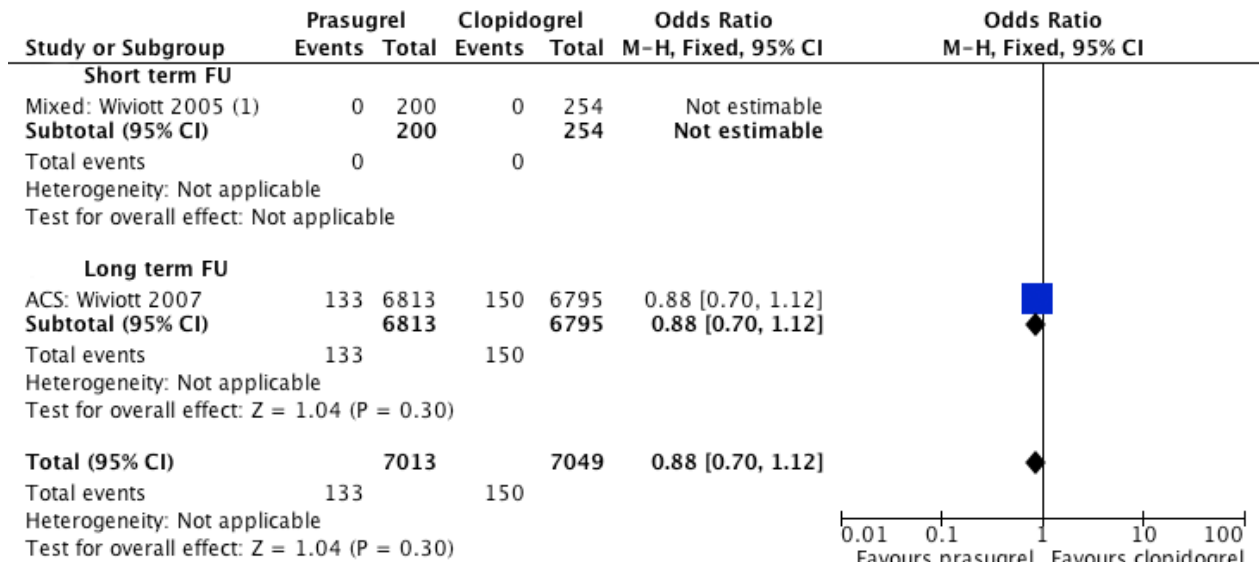 Prasugrel Clopidogrel Odds Ratio Odds Ratio
Study or Subgroup Events Total Events Total M-H, Fixed, 95% CI M-H, Fixed, 95% CI
Short term FU
Mixed: Wiviott 2005 (1) 0 200 0 254 Not estimable
Subtotal (95% CI) 200 254 Not estimable
Total events 0 0
Heterogeneity: Not applicable
Test for overall effect: Not applicable
Long term FU
ACS: Wiviott 2007 133 6813 150 6795 0.88 [0.70, 1.12]
Subtotal (95% CI) 6813 6795 0.88 [0.70, 1.12]
Total events 133 150
Heterogeneity: Not applicable
Test for overall effect: Z = 1.04 (P = 0.30)
Total (95% CI) 7013 7049 0.88 [0.70, 1.12]
Total events 133 150
Heterogeneity: Not applicable
Test for overall effect: Z = 1.04 (P = 0.30)
0.01 0.1 1 10 100
Favours prasugrel Favours clopidogrel